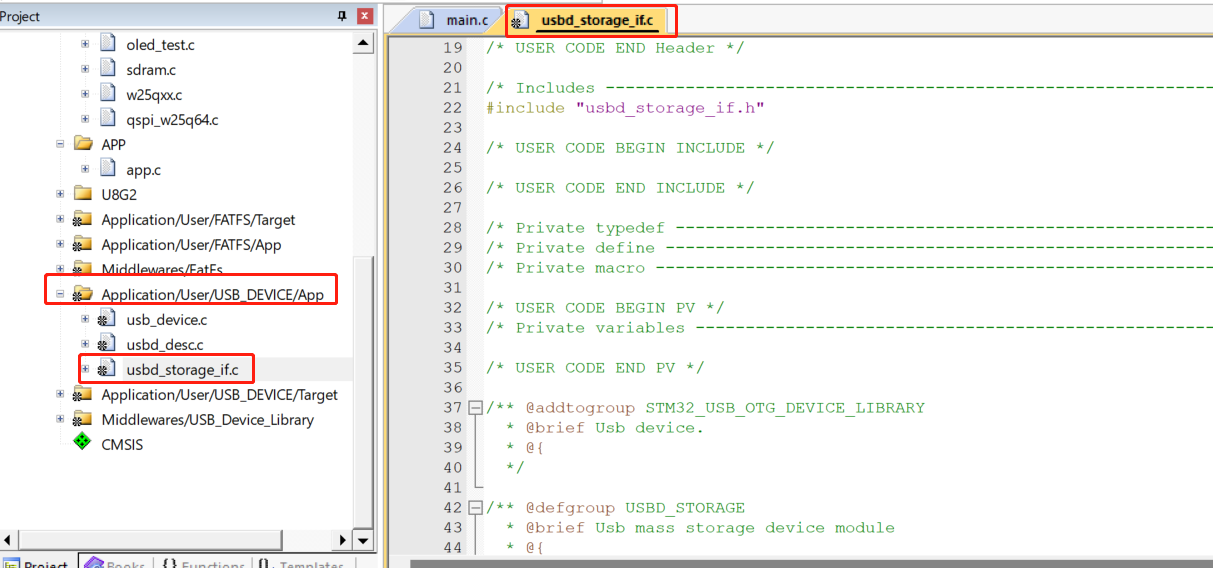 Project
oled_test.c
sdram.c
w25qxx.c
qspi_w25q64.c
APP
app.c
U8G2
Application/User/FATFS/Target
Application/User/FATFS/App
Middlewares/FatFs
Application/User/USB_DEVICE/App
usb_device.c
usbd_desc.c
usbd_storage_if.c
Application/User/USB_DEVICE/Target
Middlewares/USB_Device_Library
CMSIS
Project Books {} Functions Templates
main.c usbd_storage_if.c
19 /* USER CODE END Header */
20
21 /* Includes ------------------------------------------------------------------
22 #include "usbd_storage_if.h"
23
24 /* USER CODE BEGIN INCLUDE */
25
26 /* USER CODE END INCLUDE */
27
28 /* Private typedef -----------------------------------------------------------
29 /* Private define ------------------------------------------------------------
30 /* Private macro -------------------------------------------------------------
31
32 /* USER CODE BEGIN PV */
33 /* Private variables ---------------------------------------------------------
34
35 /* USER CODE END PV */
36
37 /** @addtogroup STM32_USB_OTG_DEVICE_LIBRARY
38 * @brief Usb device.
39 * @{
40 */
41
42 /** @defgroup USBD_STORAGE
43 * @brief Usb mass storage device module
44 * @{